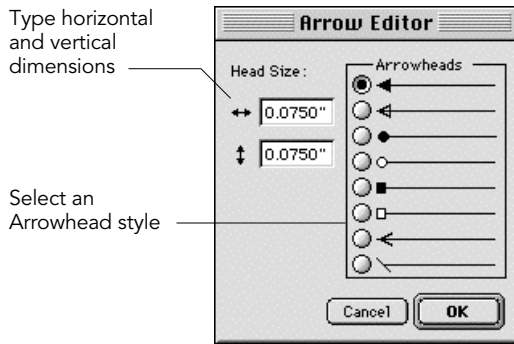 Type horizontal
and vertical
dimensions
Select an
Arrowhead style
Arrow Editor
Head Size:
0.0750"
0.0750"
Arrowheads
Cancel
OK